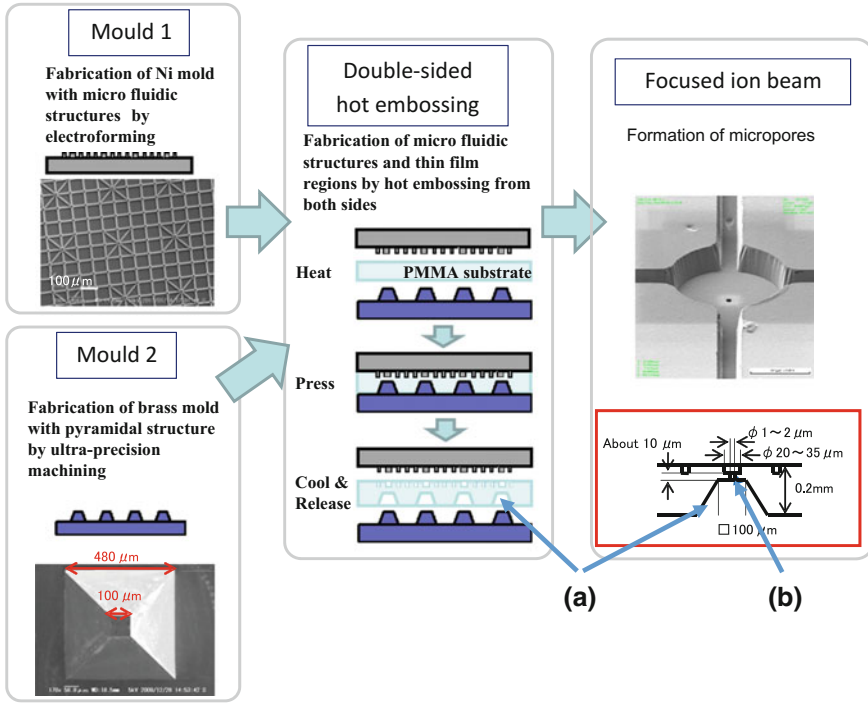 Mould 1
Fabrication of Ni mold
with micro fluidic
structures by
electroforming
100 μm
Mould 2
Fabrication of brass mold
with pyramidal structure
by ultra-precision
machining
480 μm
100 μm
Double-sided
hot embossing
Fabrication of micro fluidic
structures and thin film
regions by hot embossing from
both sides
Heat
PMMA substrate
Press
Cool &
Release
Focused ion beam
Formation of micropores
About 10 μm
φ 1～2 μm
φ 20～35 μm
0.2mm
□ 100 μm
(a)
(b)